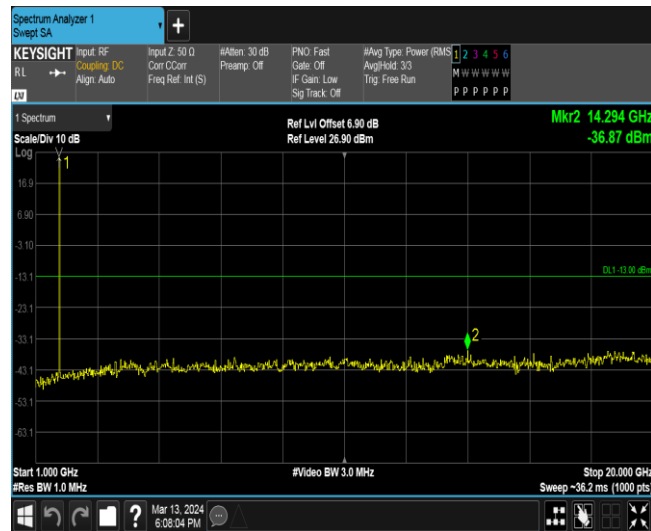 Spectrum Analyzer 1
Swept SA
+
KEYSIGHT
RL
LXI
Input: RF
Coupling: DC
Align: Auto
Input Z: 50 Ω
Corr CCorr
Freq Ref: Int (S)
#Atten: 30 dB
Preamp: Off
PNO: Fast
Gate: Off
IF Gain: Low
Sig Track: Off
#Avg Type: Power (RMS
Avg|Hold: 3/3
Trig: Free Run
1 2 3 4 5 6
M W W W W W
P P P P P P
1 Spectrum
Scale/Div 10 dB
Log
Ref Lvl Offset 6.90 dB
Ref Level 26.90 dBm
Mkr2 14.294 GHz
-36.87 dBm
1
16.9
6.90
-3.10
-13.1
DL1 -13.00 dBm
-23.1
-33.1
2
-43.1
-53.1
-63.1
Start 1.000 GHz
#Res BW 1.0 MHz
#Video BW 3.0 MHz
Stop 20.000 GHz
Sweep ~36.2 ms (1000 pts)
?
Mar 13, 2024
6:08:04 PM